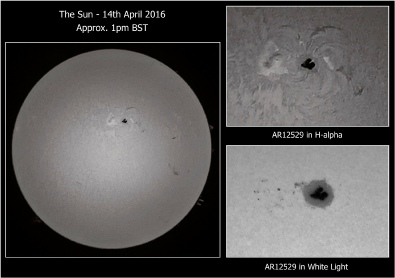 The Sun - 14th April 2016
Approx. 1pm BST
AR12529 in H-alpha
AR12529 in White Light